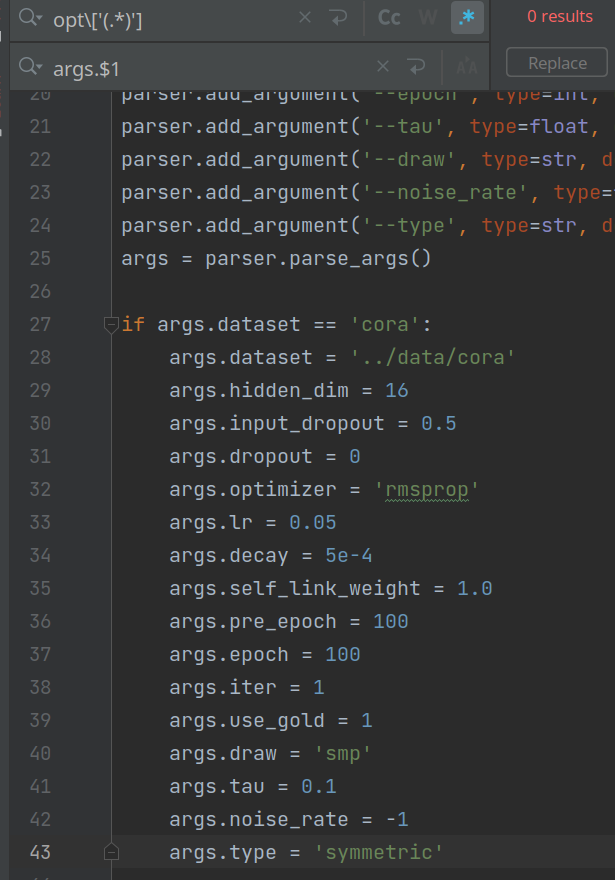 opt\['(.*)'] Cc W .* 0 results
args.$1 Replace
20 parser.add_argument('--epoch', type=int,
21 parser.add_argument('--tau', type=float,
22 parser.add_argument('--draw', type=str, d
23 parser.add_argument('--noise_rate', type=
24 parser.add_argument('--type', type=str, d
25 args = parser.parse_args()
26
27 if args.dataset == 'cora':
28 args.dataset = '../data/cora'
29 args.hidden_dim = 16
30 args.input_dropout = 0.5
31 args.dropout = 0
32 args.optimizer = 'rmsprop'
33 args.lr = 0.05
34 args.decay = 5e-4
35 args.self_link_weight = 1.0
36 args.pre_epoch = 100
37 args.epoch = 100
38 args.iter = 1
39 args.use_gold = 1
40 args.draw = 'smp'
41 args.tau = 0.1
42 args.noise_rate = -1
43 args.type = 'symmetric'